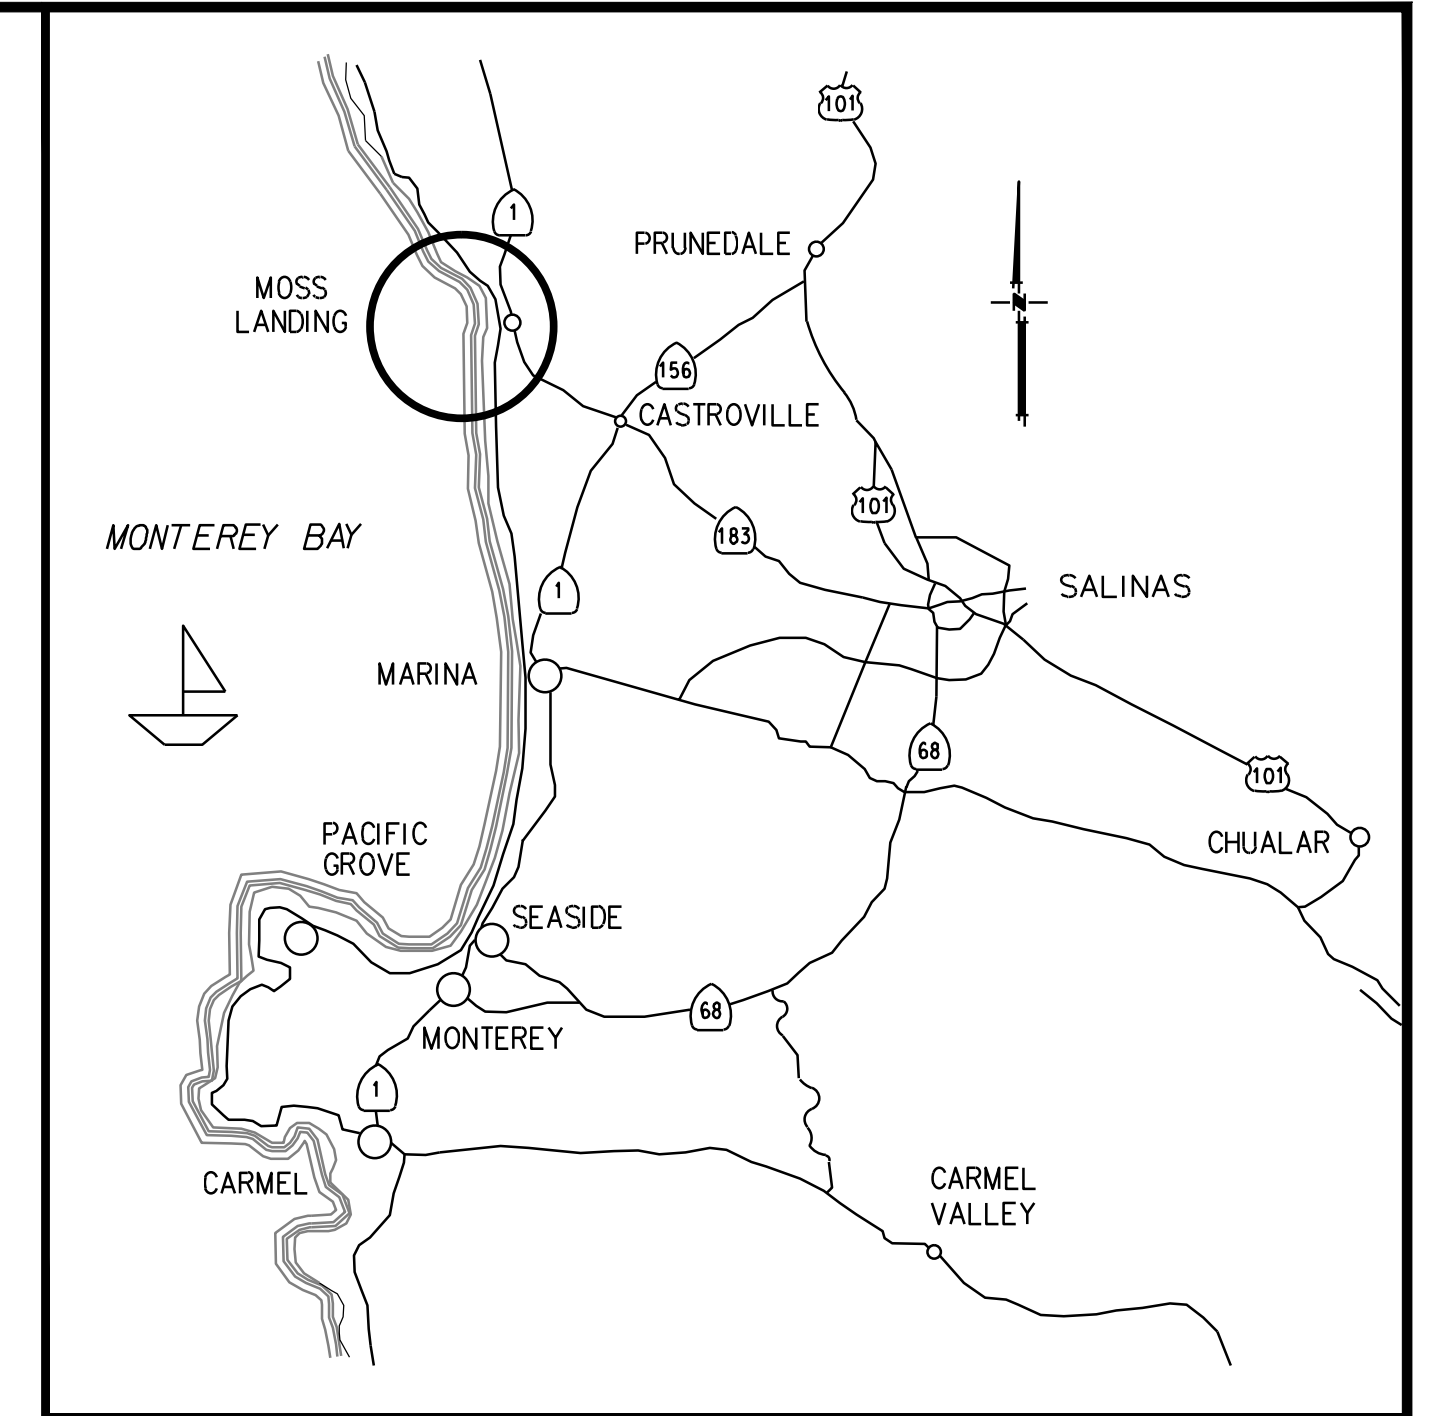 101
1
PRUNEDALE
MOSS
LANDING
N
156
CASTROVILLE
101
MONTEREY BAY
183
1
SALINAS
MARINA
68
101
PACIFIC
GROVE
CHUALAR
SEASIDE
68
MONTEREY
1
CARMEL
CARMEL
VALLEY